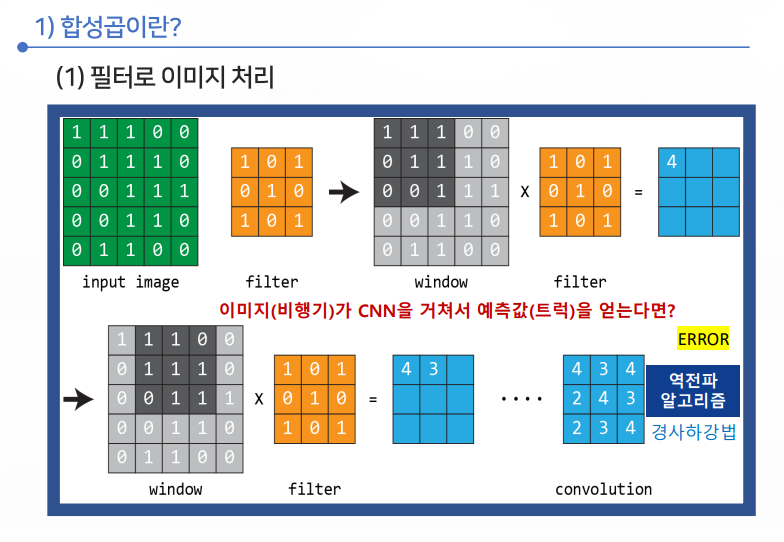 1) 합성곱이란?
(1) 필터로 이미지 처리
1 1 1 0 0
0 1 1 1 0
0 0 1 1 1
0 0 1 1 0
0 1 1 0 0
input image
1 0 1
0 1 0
1 0 1
filter
1 1 1 0 0
0 1 1 1 0
0 0 1 1 1
0 0 1 1 0
0 1 1 0 0
window
X
1 0 1
0 1 0
1 0 1
filter
=
4
이미지(비행기)가 CNN을 거쳐서 예측값(트럭)을 얻는다면?
ERROR
1 1 1 0 0
0 1 1 1 0
0 0 1 1 1
0 0 1 1 0
0 1 1 0 0
window
X
1 0 1
0 1 0
1 0 1
filter
=
4 3
····
4 3 4
2 4 3
2 3 4
convolution
역전파
알고리즘
경사하강법